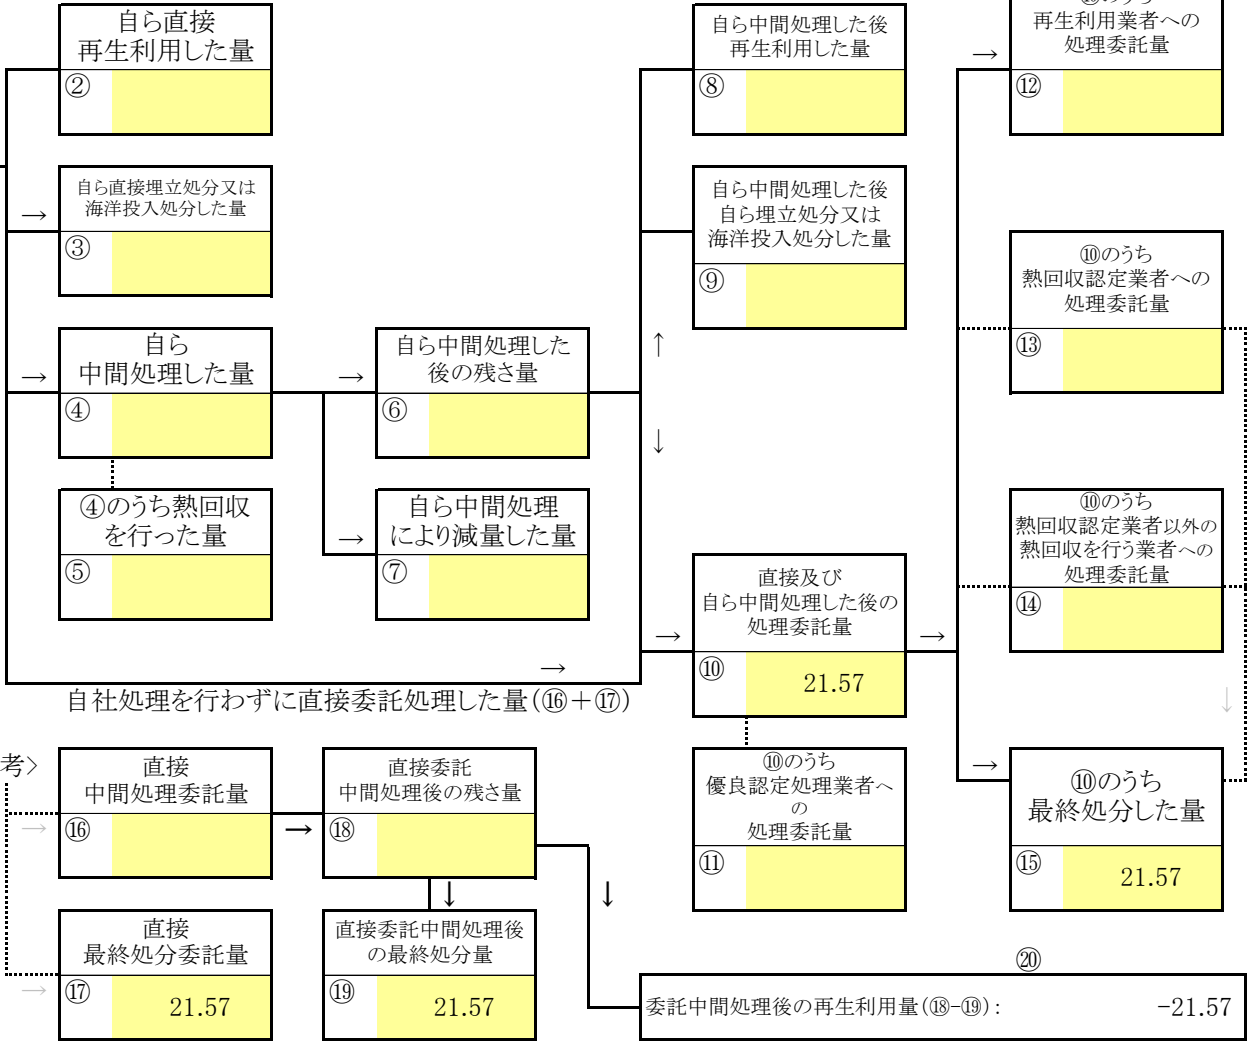 自ら直接
再生利用した量
②
自ら直接埋立処分又は
海洋投入処分した量
→
③
自ら
中間処理した量
→
④
④のうち熱回収
を行った量
⑤
自ら中間処理した
後の残さ量
→
⑥
自ら中間処理
により減量した量
→
⑦
自ら中間処理した後
再生利用した量
⑧
自ら中間処理した後
自ら埋立処分又は
海洋投入処分した量
⑨
↑
↓
直接及び
自ら中間処理した後の
処理委託量
→
⑩ 21.57
→
⑩のうち
優良認定処理業者へ
の
処理委託量
⑪
再生利用業者への
処理委託量
→
⑫
⑩のうち
熱回収認定業者への
処理委託量
⑬
⑩のうち
熱回収認定業者以外の
熱回収を行う業者への
処理委託量
⑭
↓
→
⑩のうち
最終処分した量
⑮ 21.57
→
自社処理を行わずに直接委託処理した量(⑯+⑰)
考>
直接
中間処理委託量
→
⑯
直接委託
中間処理後の残さ量
→
⑱
↓
↓
直接
最終処分委託量
→
⑰ 21.57
直接委託中間処理後
の最終処分量
⑲ 21.57
⑳
委託中間処理後の再生利用量(⑱-⑲): -21.57